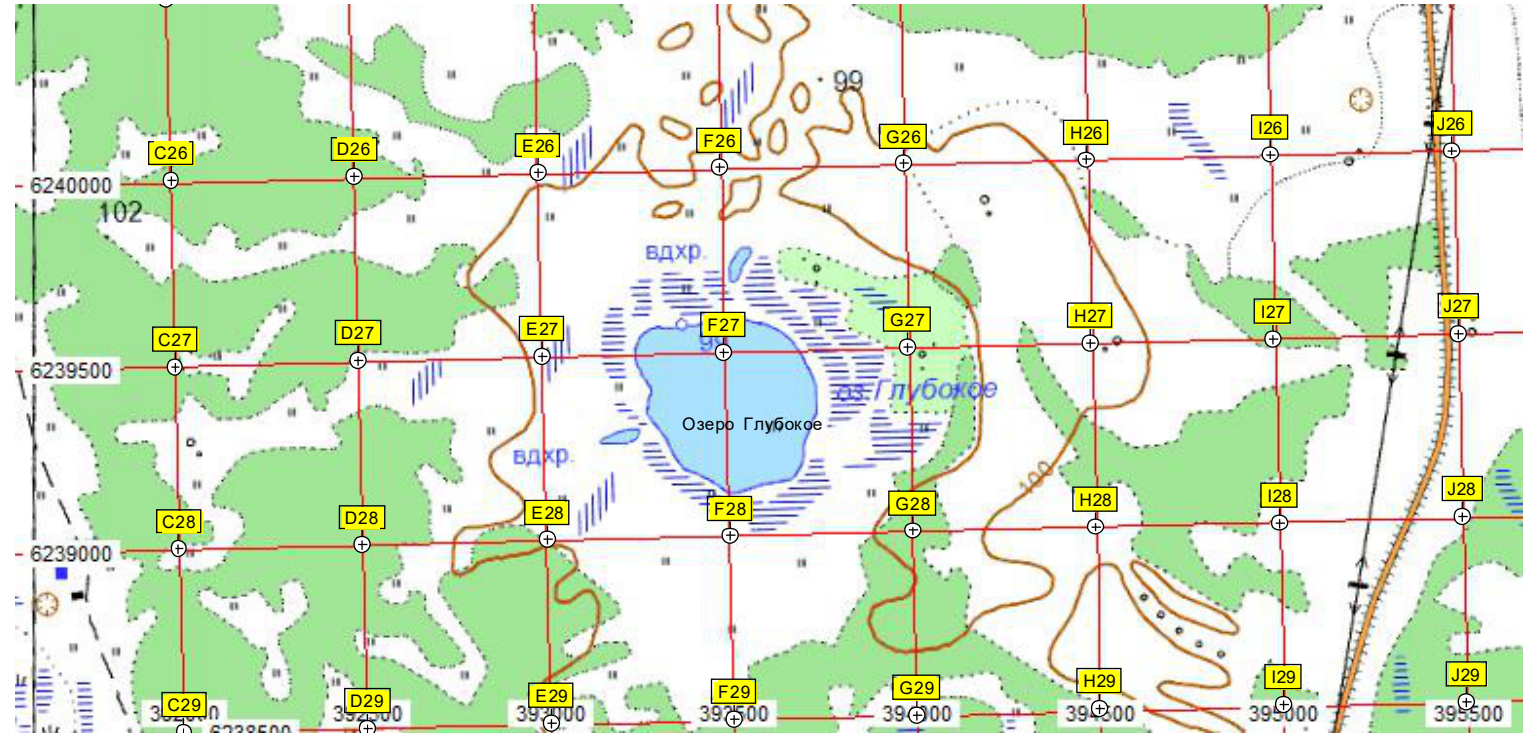 99
C26 D26 E26 F26 G26 H26 I26 J26
6240000
102
вдхр.
C27 D27 E27 F27 G27 H27 I27 J27
6239500
оз.Глубокое
Озеро Глубокое
вдхр.
100
C28 D28 E28 F28 G28 H28 I28 J28
6239000
C29 D29 E29 F29 G29 H29 I29 J29
393000 394000 394500 395000 395500
6238500